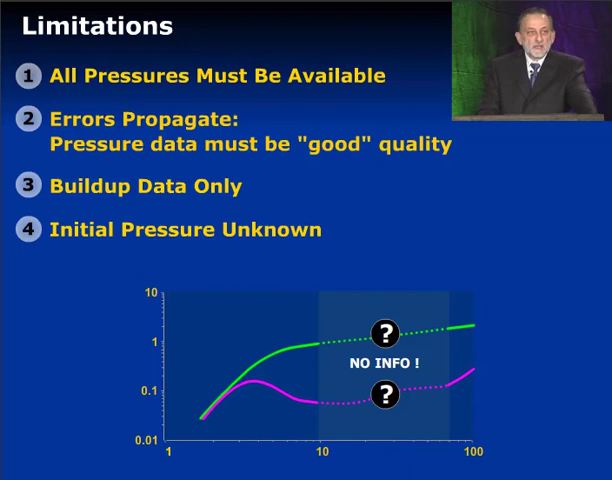 Limitations
1 All Pressures Must Be Available
2 Errors Propagate:
Pressure data must be "good" quality
3 Buildup Data Only
4 Initial Pressure Unknown
10
1
0.1
0.01
?
NO INFO !
?
1 10 100